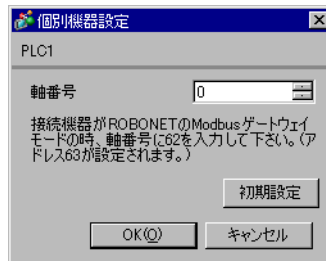 個別機器設定
PLC1
軸番号 0
接続機器がROBONETのModbusゲートウェイ
モードの時、軸番号に62を入力して下さい。(ア
ドレス63が設定されます。)
初期設定
OK(O) キャンセル